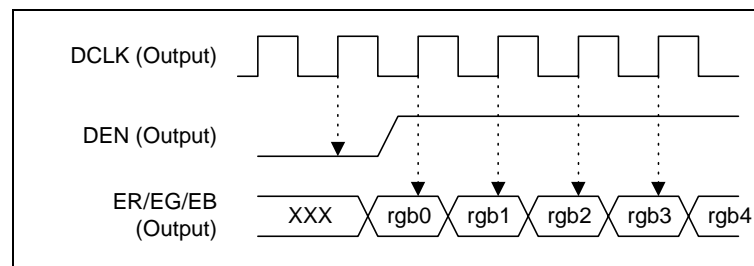 DCLK (Output)
DEN (Output)
ER/EG/EB
(Output)
XXX rgb0 rgb1 rgb2 rgb3 rgb4